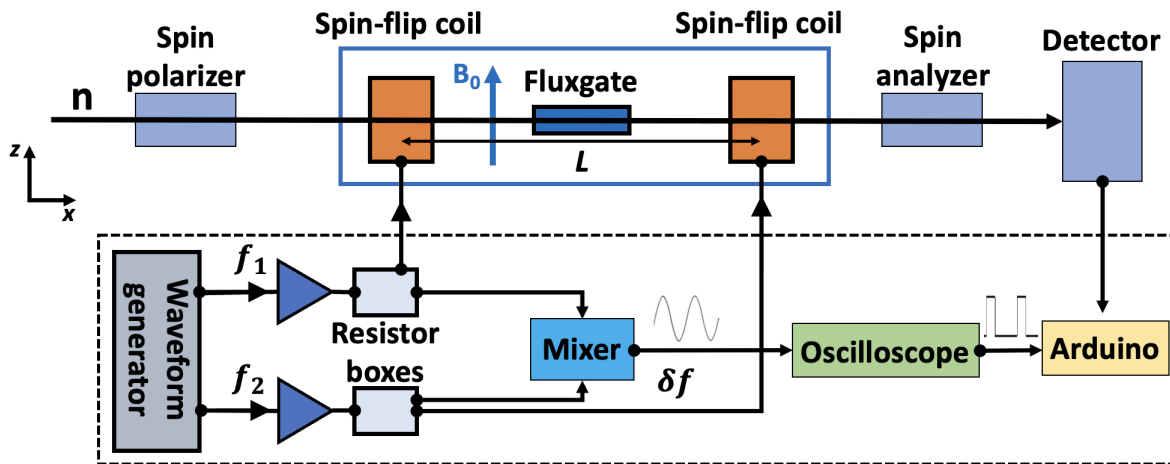 Spin-flip coil
Spin-flip coil
Spin
polarizer
Spin
analyzer
Detector
n
B₀
Fluxgate
L
z
x
Waveform
generator
f₁
f₂
Resistor
boxes
Mixer
δf
Oscilloscope
Arduino